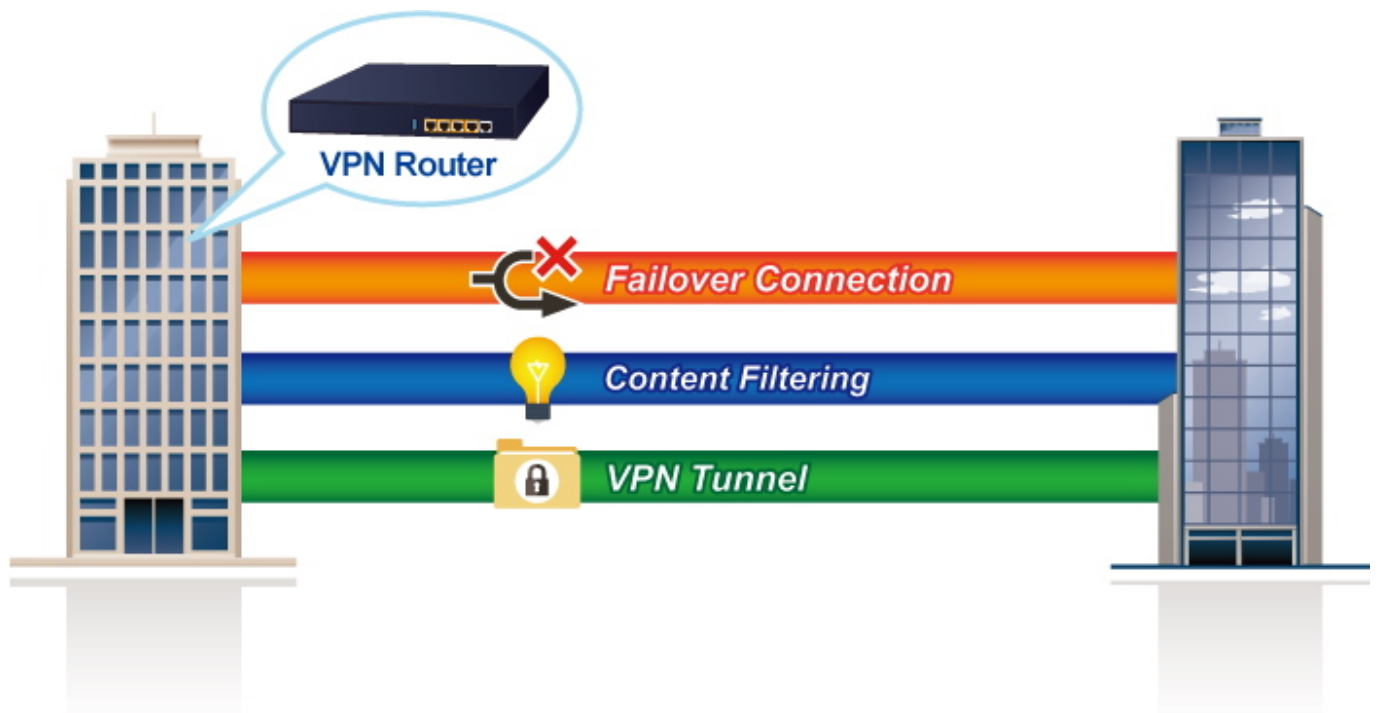 VPN Router
Failover Connection
Content Filtering
VPN Tunnel